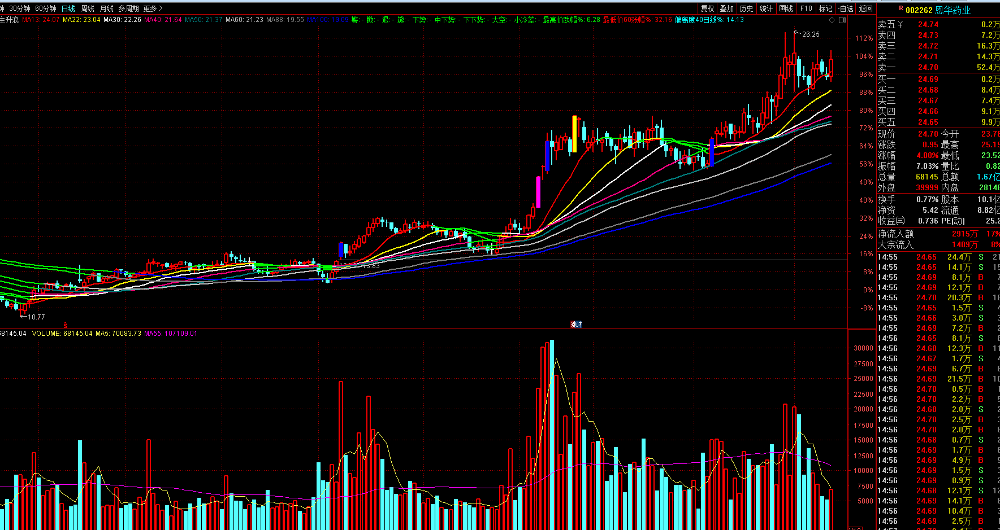 钟 30分钟 60分钟 日线 周线 月线 多周期 更多>
复权 叠加 历史 统计 画线 F10 标记 -自选 返回
R 002262 恩华药业
主升浪 MA13: 24.07 MA22: 23.04 MA30: 22.26 MA40: 21.64 MA50: 21.37 MA60: 21.23 MA88: 19.55 MA100: 19.03 警: - 撤: - 退: - 熊: - 下势: - 中下势: - 下下势: - 大空: - 小冷差: - 最高价跌幅%: 6.28 最低价60涨幅%: 32.16 偏离度40日线%: 14.13
26.25
10.77
112%
104%
96%
88%
80%
72%
64%
56%
48%
40%
32%
24%
16%
8%
0%
-8%
68145.04 VOLUME: 68145.04 MA5: 70083.73 MA55: 107109.01
30000
27500
25000
22500
20000
17500
15000
12500
10000
7500
5000
卖五 ¥ 24.74 8.2万
卖四 24.73 7.2万
卖三 24.72 16.3万
卖二 24.71 14.3万
卖一 24.70 52.4万
买一 24.69 0.2万
买二 24.68 8.4万
买三 24.67 7.4万
买四 24.66 9.1万
买五 24.65 9.9万
现价 24.70 今开 23.78
涨跌 0.95 最高 25.19
涨幅 4.00% 最低 23.52
振幅 7.03% 量比 0.82
总量 68145 总额 1.67亿
外盘 39999 内盘 28146
换手 0.77% 股本 10.1亿
净资 5.42 流通 8.82亿
收益㈢ 0.736 PE(动) 25.2
净流入额 2915万 17%
大宗流入 1409万 8%
14:55 24.65 24.4万 S 21
14:55 24.65 14.1万 S 15
14:55 24.69 8.1万 B 7
14:55 24.69 12.1万 B 7
14:55 24.70 20.3万 B 18
14:55 24.65 1.5万 S 4
14:55 24.66 3.0万 S 3
14:55 24.69 7.2万 B 2
14:56 24.65 8.1万 S 8
14:56 24.68 12.3万 B 11
14:56 24.67 1.7万 S 4
14:56 24.69 6.7万 B 6
14:56 24.69 21.5万 B 10
14:56 24.70 0.5万 B 1
14:56 24.70 2.2万 B 5
14:56 24.68 2.0万 S 2
14:56 24.70 2.5万 B 3
14:56 24.70 2.0万 B 8
14:56 24.68 0.7万 S 2
14:56 24.69 1.7万 B 6
14:56 24.69 4.9万 B 9
14:56 24.69 1.5万 S 3
14:56 24.69 8.9万 S 2
14:56 24.68 12.1万 S 12
14:56 24.69 14.1万 B 8
14:56 24.69 10.4万 B 3
14:56 24.69 2.5万 B 1